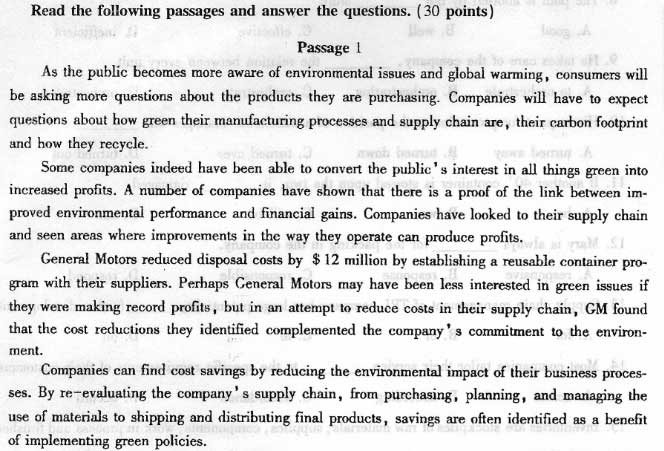 Read the following passages and answer the questions. (30 points)
Passage 1
As the public becomes more aware of environmental issues and global warming, consumers will
be asking more questions about the products they are purchasing. Companies will have to expect
questions about how green their manufacturing processes and supply chain are, their carbon footprint
and how they recycle.
Some companies indeed have been able to convert the public's interest in all things green into
increased profits. A number of companies have shown that there is a proof of the link between im-
proved environmental performance and financial gains. Companies have looked to their supply chain
and seen areas where improvements in the way they operate can produce profits.
General Motors reduced disposal costs by $12 million by establishing a reusable container pro-
gram with their suppliers. Perhaps General Motors may have been less interested in green issues if
they were making record profits, but in an attempt to reduce costs in their supply chain, GM found
that the cost reductions they identified complemented the company's commitment to the environ-
ment.
Companies can find cost savings by reducing the environmental impact of their business proces-
ses. By re-evaluating the company's supply chain, from purchasing, planning, and managing the
use of materials to shipping and distributing final products, savings are often identified as a benefit
of implementing green policies.